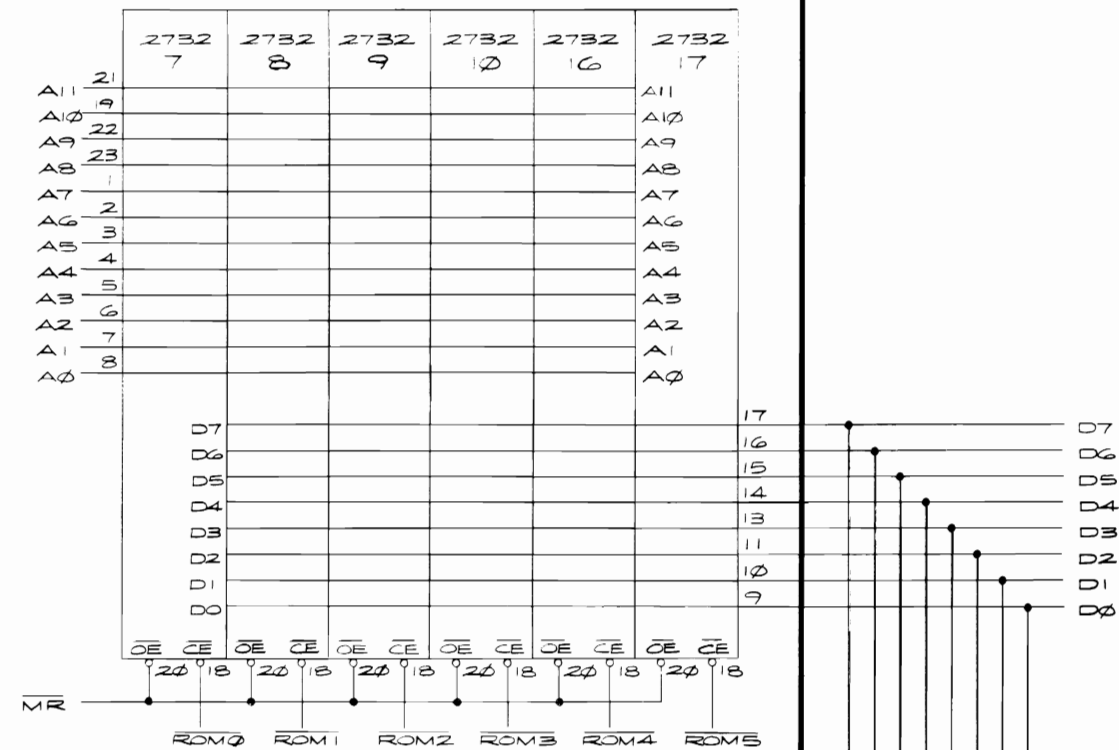 2732 2732 2732 2732 2732 2732
7 8 9 1Ø 16 17
A11 21 A11
A1Ø 19 A1Ø
A9 22 A9
A8 23 A8
A7 1 A7
A6 2 A6
A5 3 A5
A4 4 A4
A3 5 A3
A2 6 A2
A1 7 A1
AØ 8 AØ
D7 17 D7
D6 16 D6
D5 15 D5
D4 14 D4
D3 13 D3
D2 11 D2
D1 1Ø D1
D0 9 DØ
OE CE OE CE OE CE OE CE OE CE OE CE
2Ø 18 2Ø 18 2Ø 18 2Ø 18 2Ø 18 2Ø 18
MR
ROMØ ROM1 ROM2 ROM3 ROM4 ROM5